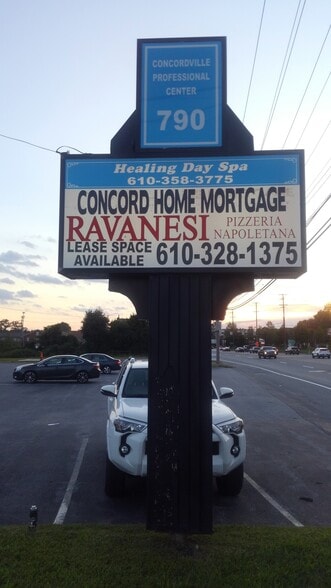 CONCORDVILLE
PROFESSIONAL
CENTER
790
Healing Day Spa
610-358-3775
CONCORD HOME MORTGAGE
RAVANESI PIZZERIA NAPOLETANA
LEASE SPACE AVAILABLE 610-328-1375